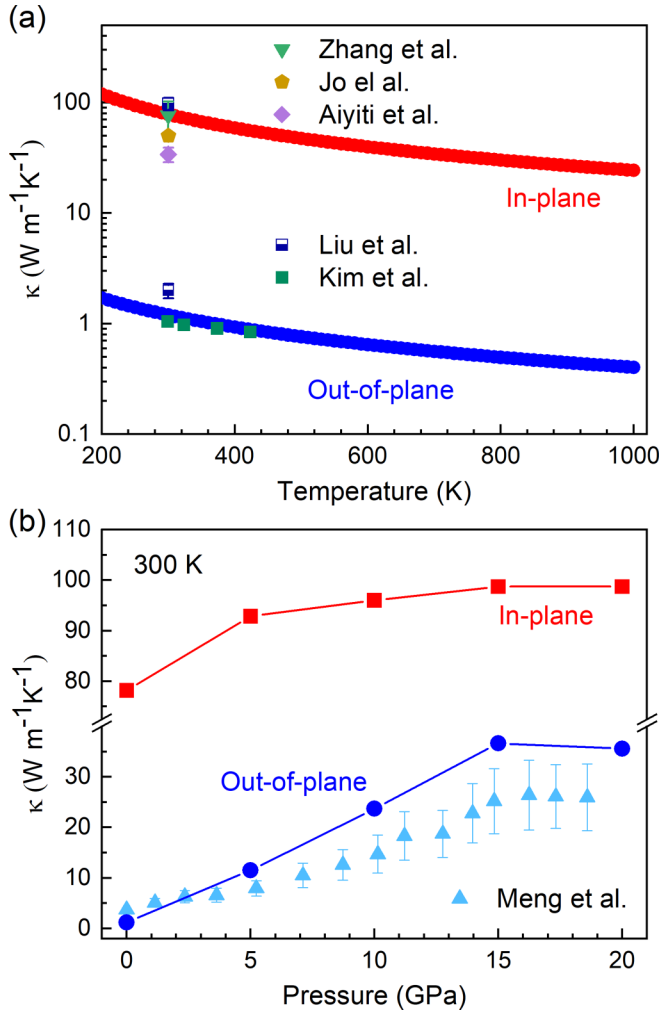 (a)
Zhang et al.
Jo el al.
Aiyiti et al.
100
In-plane
κ (W m⁻¹K⁻¹)
10
Liu et al.
Kim et al.
1
Out-of-plane
0.1
200 400 600 800 1000
Temperature (K)
(b)
110
300 K
100
In-plane
90
80
κ (W m⁻¹K⁻¹)
30
Out-of-plane
20
10
Meng et al.
0
0 5 10 15 20
Pressure (GPa)